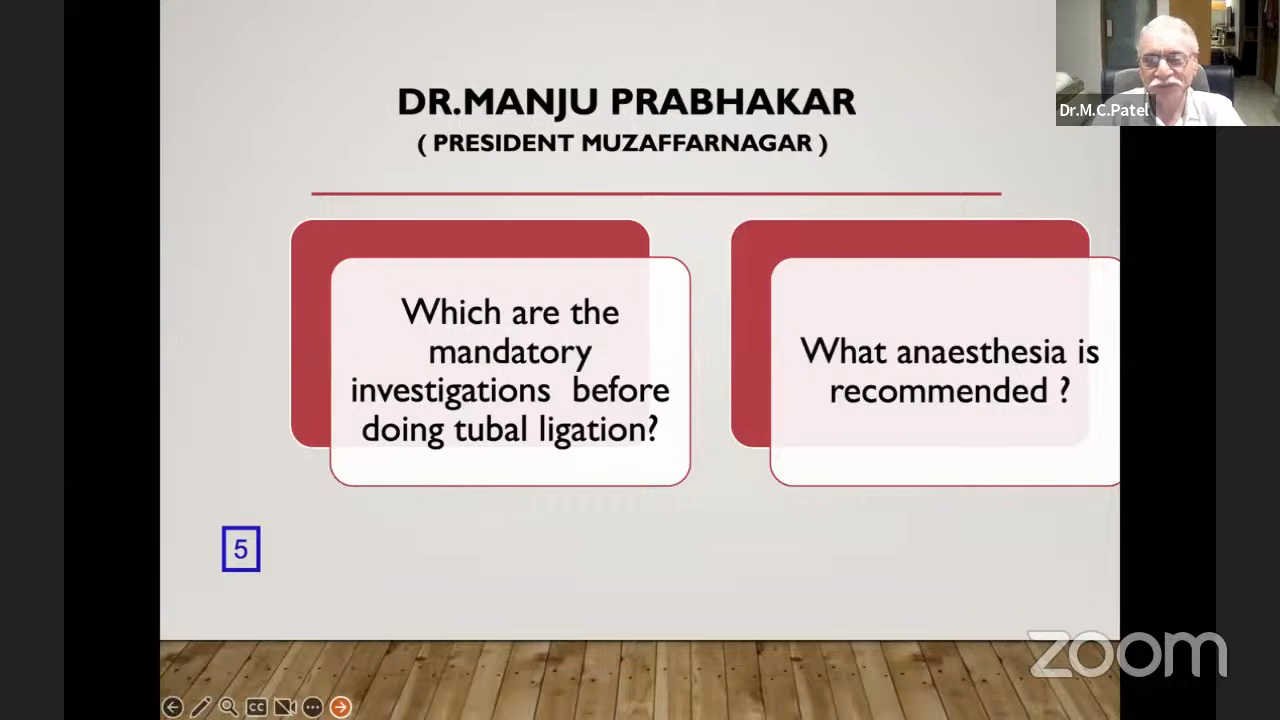 DR.MANJU PRABHAKAR
( PRESIDENT MUZAFFARNAGAR )
Which are the
mandatory
investigations before
doing tubal ligation?
What anaesthesia is
recommended ?
5
Dr.M.C.Patel
zoom
CC